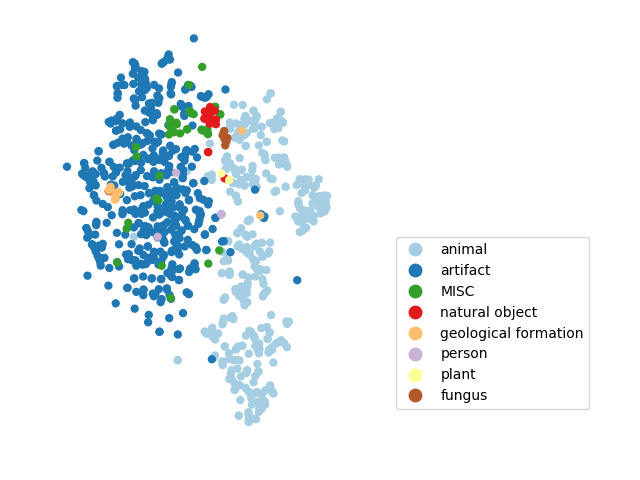 animal
artifact
MISC
natural object
geological formation
person
plant
fungus